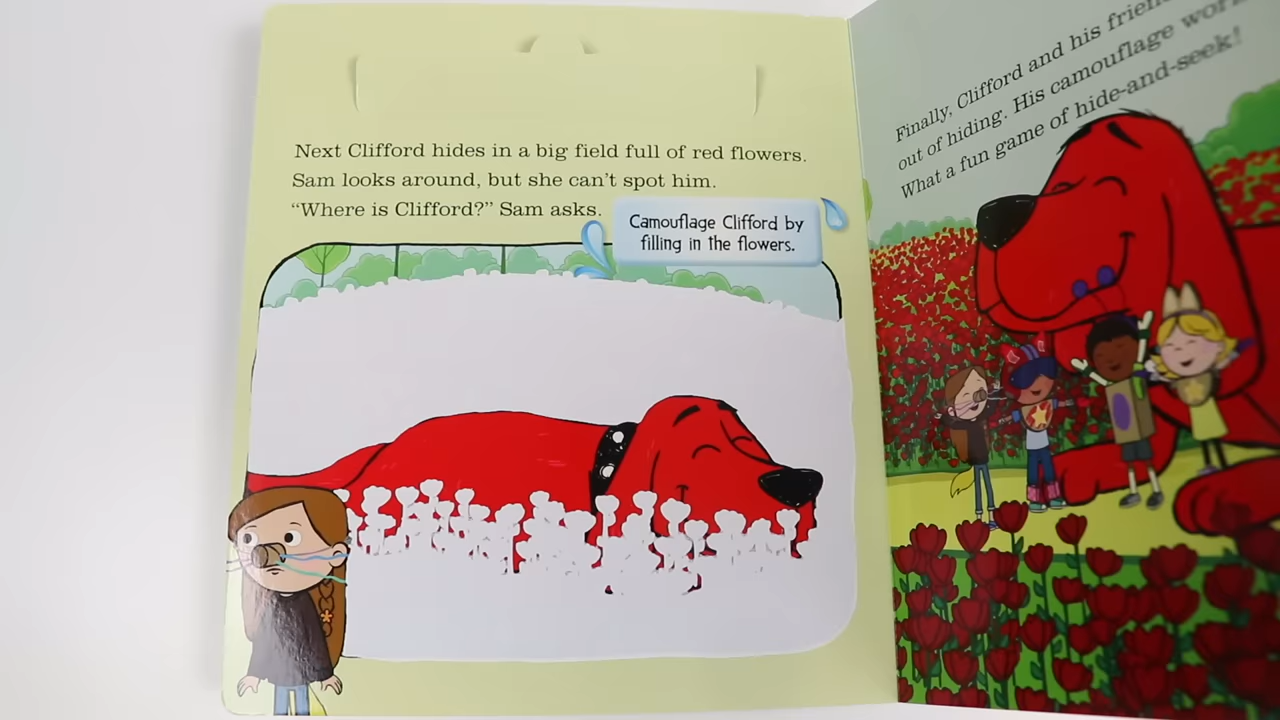 Next Clifford hides in a big field full of red flowers.
Sam looks around, but she can't spot him.
“Where is Clifford?” Sam asks.
Camouflage Clifford by
filling in the flowers.
Finally, Clifford and his
out of hiding. His camouflage
What a fun game of hide-and-seek!